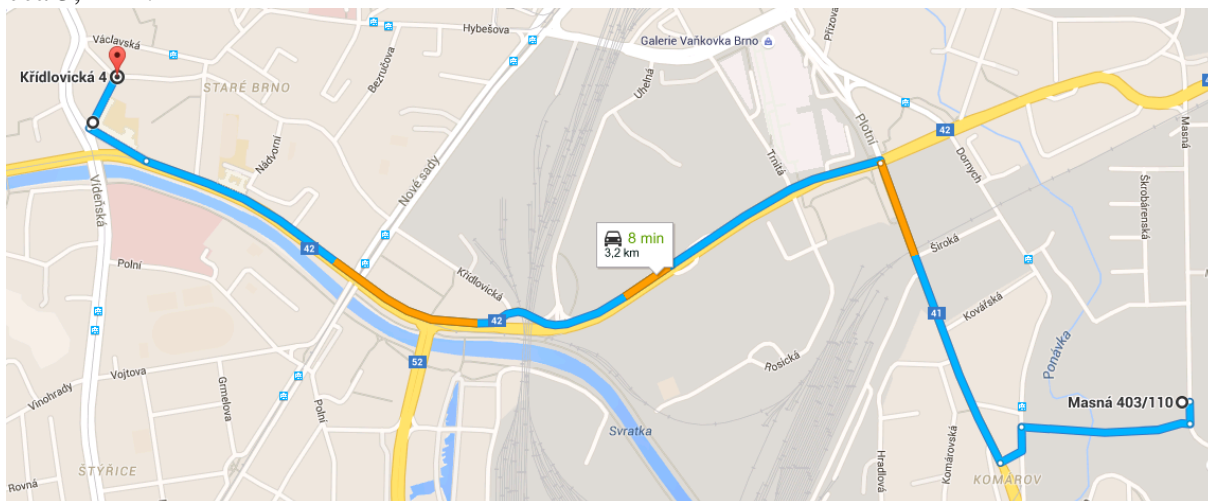 Hybešova
Václavská
Galerie Vaňkovka Brno
Přízova
Křídlovická 4
STARÉ BRNO
Bezručova
Uhelná
Plotní
42
Masná
Nádvorní
Nové sady
Trnitá
Dornych
Vídeňská
Škrobárenská
8 min
3,2 km
42
Široká
Polní
Křídlovická
Kovářská
41
42
52
Rosická
Ponávka
Vojtova
Vinohrady
Grmelova
Polní
Masná 403/110
Svratka
Hradlová
Komárovská
ŠTÝŘICE
KOMÁROV
Rovná